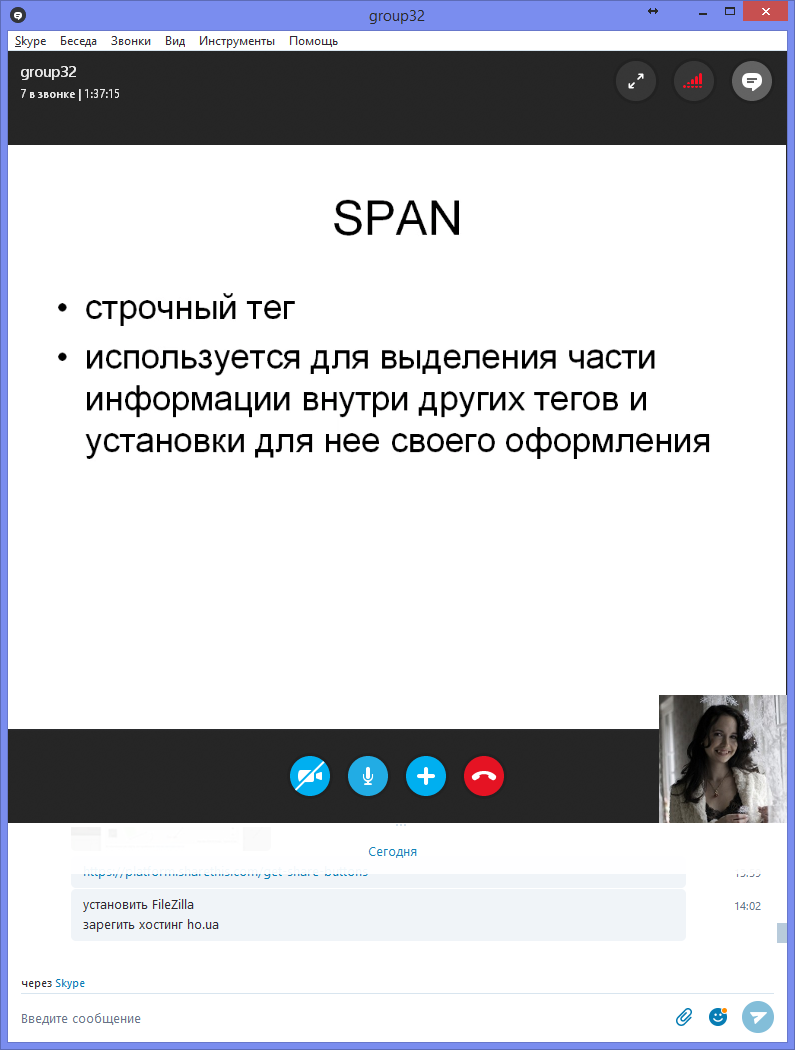 group32
Skype Беседа Звонки Вид Инструменты Помощь
group32
7 в звонке | 1:37:15
SPAN
• строчный тег
• используется для выделения части
информации внутри других тегов и
установки для нее своего оформления
Сегодня
установить FileZilla
14:02
зарегить хостинг ho.ua
через Skype
Введите сообщение